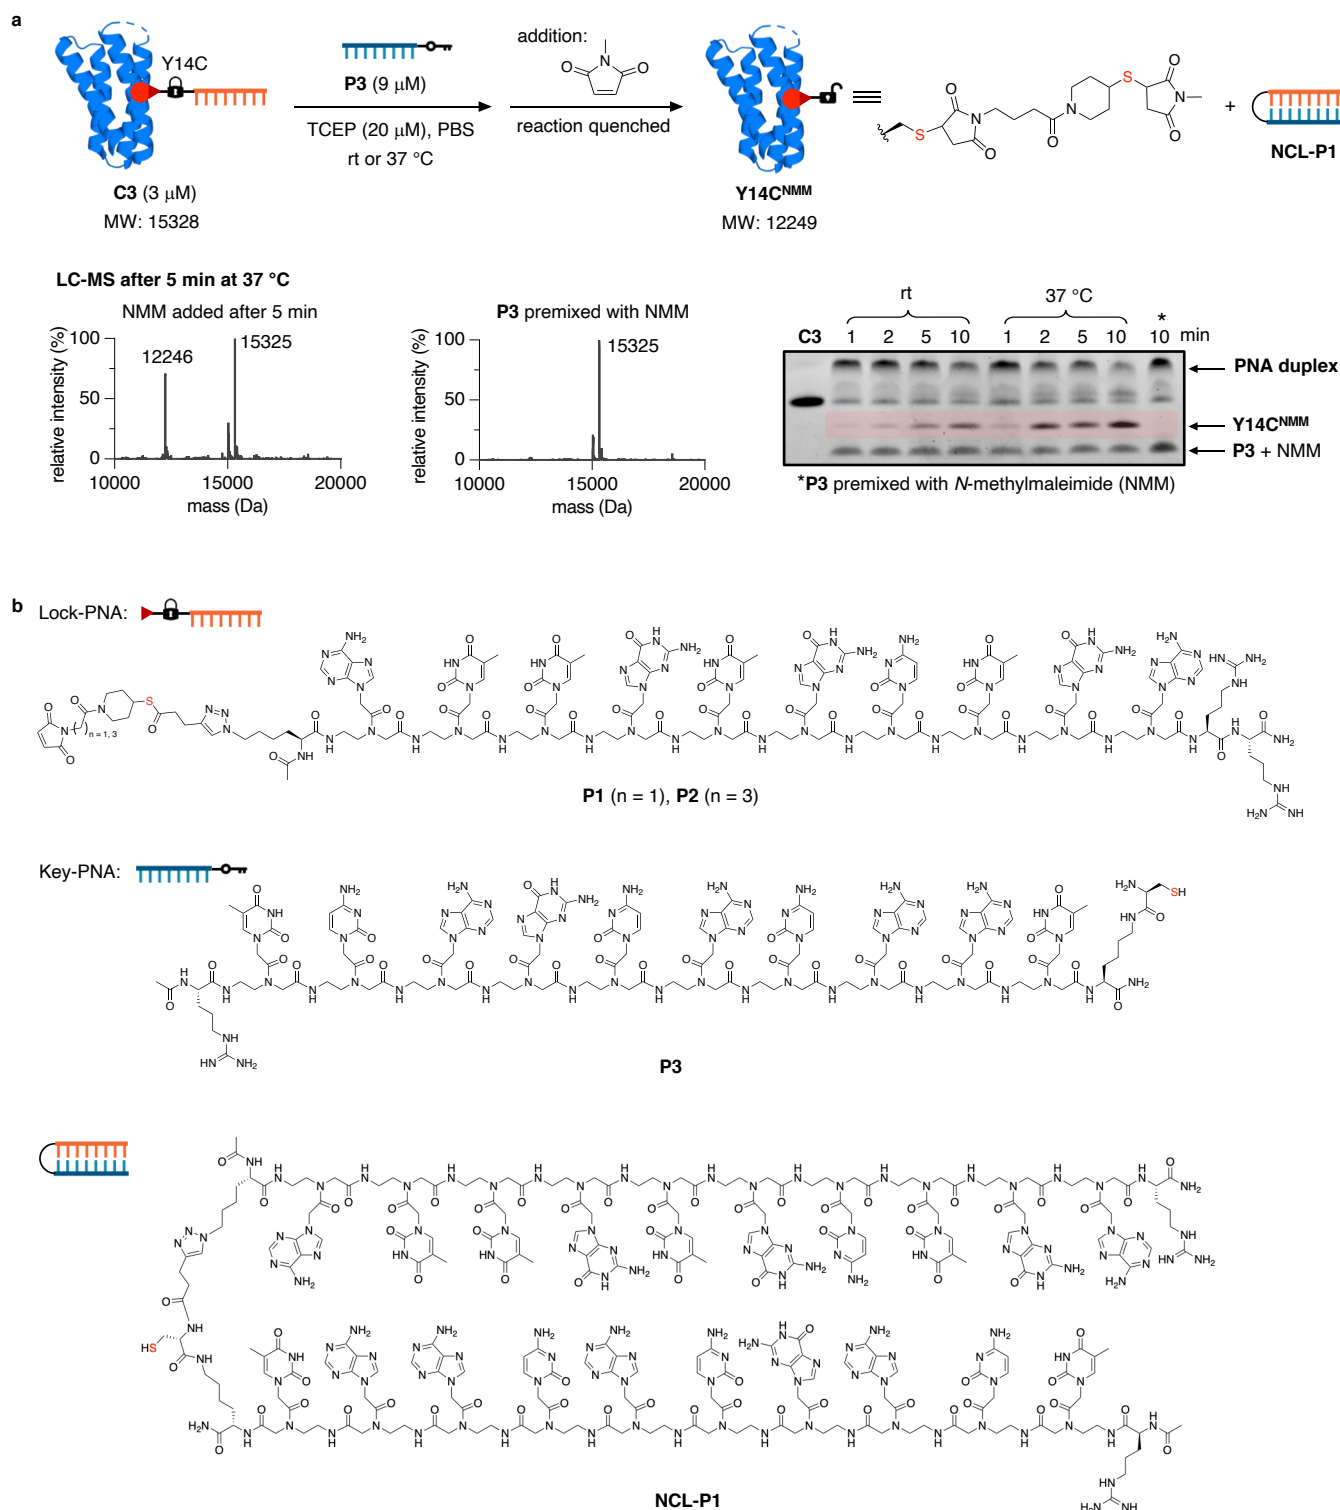 a
Y14C
P3 (9 μM)
TCEP (20 μM), PBS
rt or 37 °C
addition:
reaction quenched
C3 (3 μM)
MW: 15328
Y14C^NMM
MW: 12249
+
NCL-P1
LC-MS after 5 min at 37 °C
NMM added after 5 min
relative intensity (%)
100
50
0
12246
15325
10000 15000 20000
mass (Da)
P3 premixed with NMM
relative intensity (%)
100
50
0
15325
10000 15000 20000
mass (Da)
rt 37 °C *
C3 1 2 5 10 1 2 5 10 10 min
PNA duplex
Y14C^NMM
P3 + NMM
*P3 premixed with N-methylmaleimide (NMM)
b
Lock-PNA:
n = 1, 3
P1 (n = 1), P2 (n = 3)
Key-PNA:
P3
NCL-P1